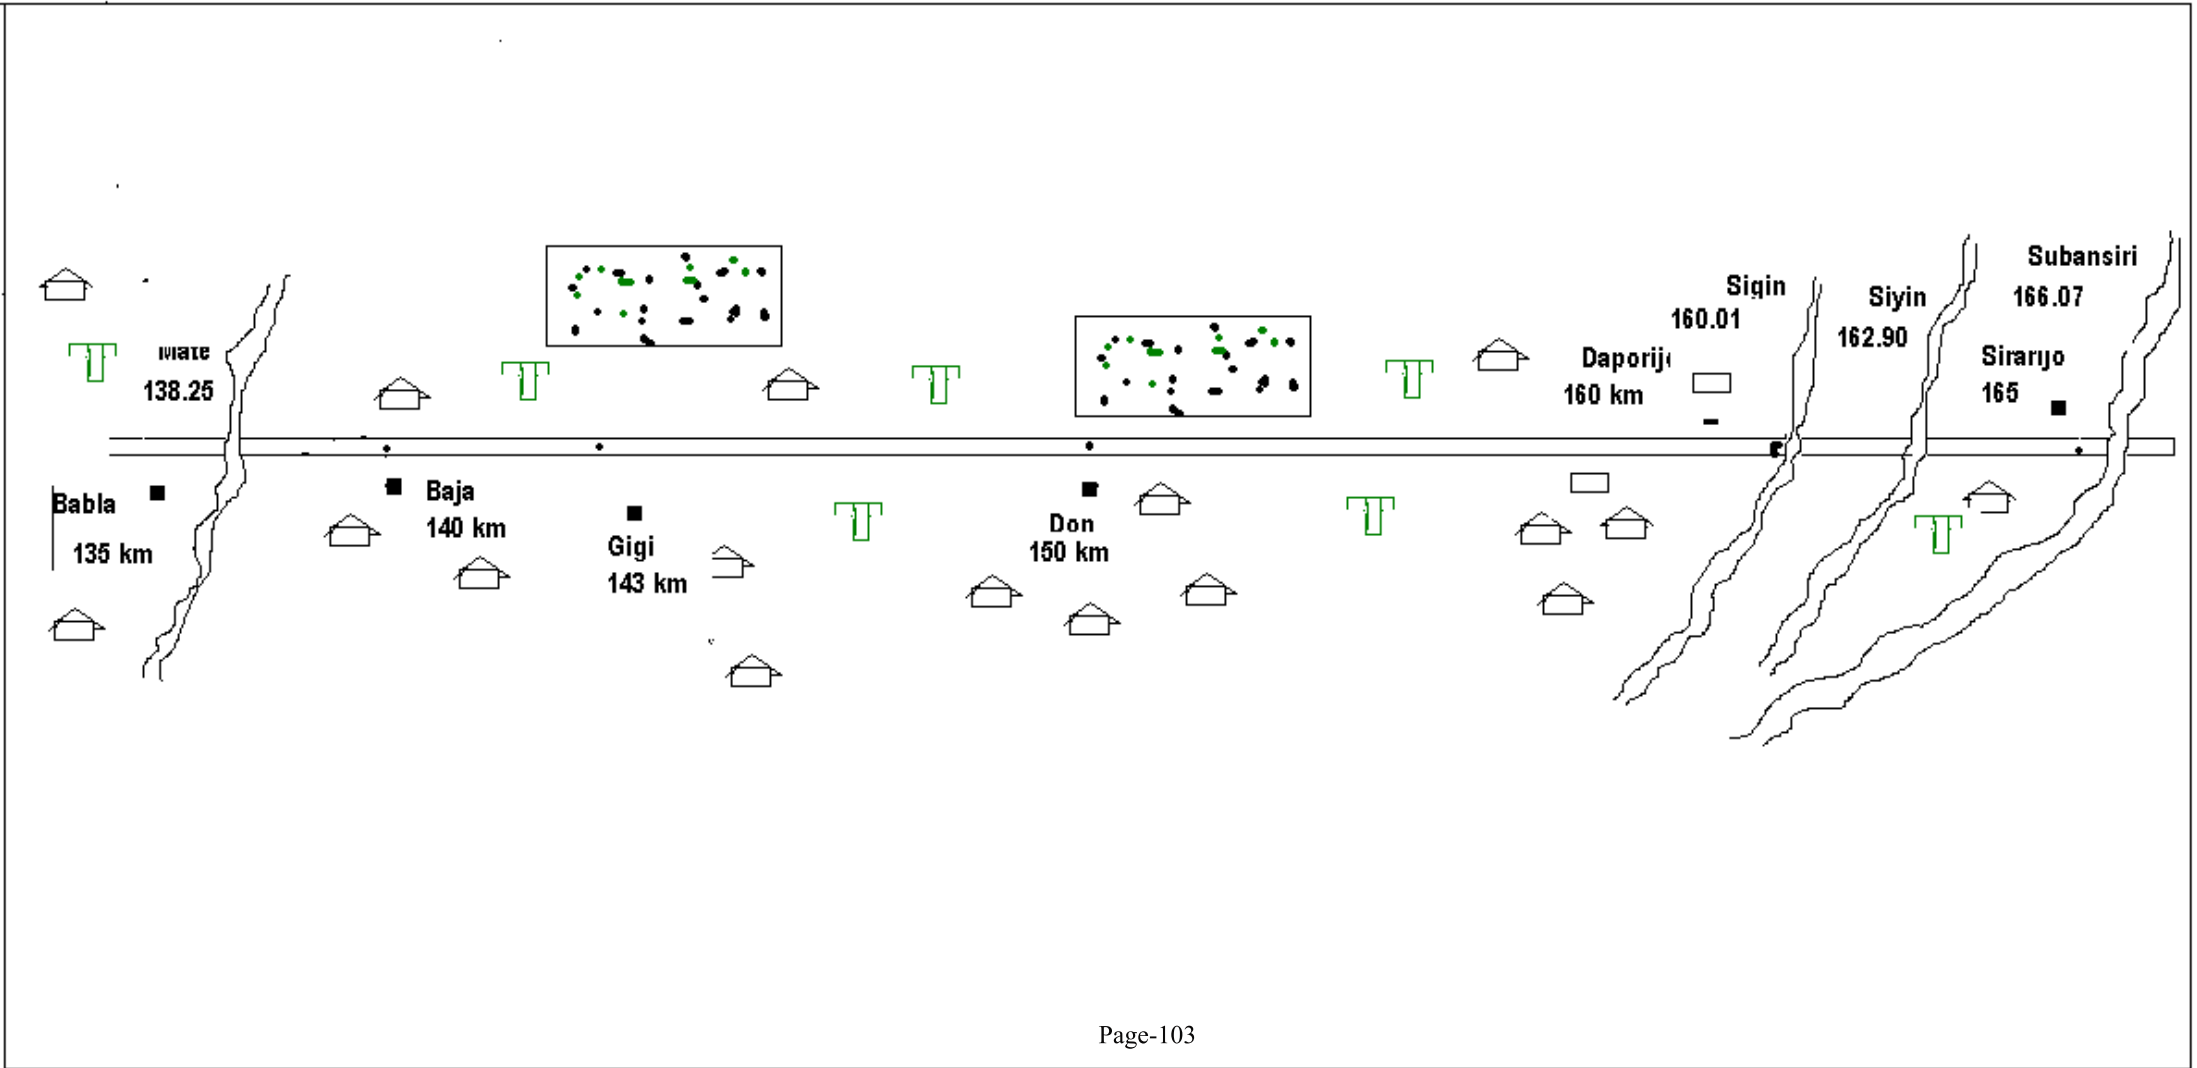 Subansiri
166.07
Sigin
160.01
Siyin
162.90
Mate
138.25
Daporijo
160 km
Sirarijo
165
Babla
135 km
Baja
140 km
Gigi
143 km
Don
150 km
Page-103